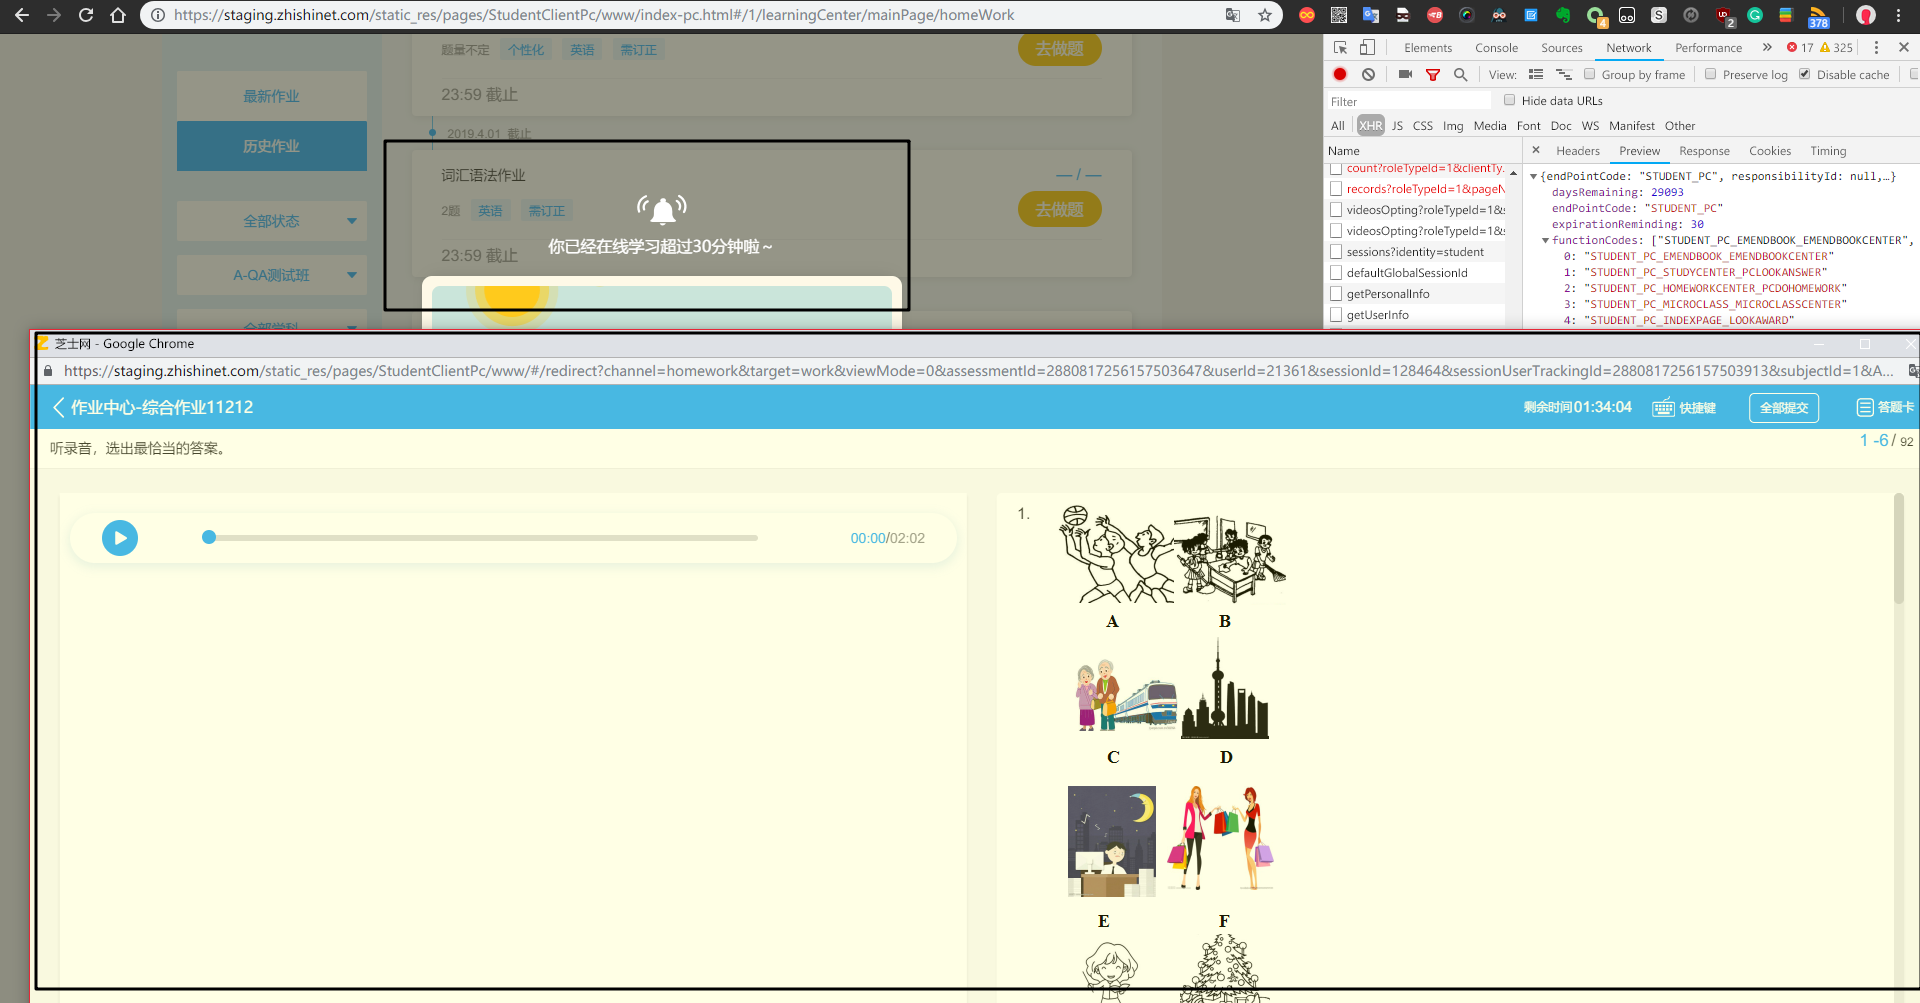 https://staging.zhishinet.com/static_res/pages/StudentClientPc/www/index-pc.html#/1/learningCenter/mainPage/homeWork
4
S
2
378
题量不定 个性化 英语 需订正 去做题
23:59 截止
最新作业
历史作业
全部状态
A-QA测试班
全部学科
2019.4.01 截止
词汇语法作业 — / —
2题 英语 需订正 去做题
23:59 截止
你已经在线学习超过30分钟啦～
Elements Console Sources Network Performance » 17 325
View: Group by frame Preserve log Disable cache
Filter Hide data URLs
All XHR JS CSS Img Media Font Doc WS Manifest Other
Name
count?roleTypeId=1&clientTy.
records?roleTypeId=1&pageN
videosOpting?roleTypeId=1&s
videosOpting?roleTypeId=1&s
sessions?identity=student
defaultGlobalSessionId
getPersonalInfo
getUserInfo
Headers Preview Response Cookies Timing
{endPointCode: "STUDENT_PC", responsibilityId: null,…}
daysRemaining: 29093
endPointCode: "STUDENT_PC"
expirationReminding: 30
functionCodes: ["STUDENT_PC_EMENDBOOK_EMENDBOOKCENTER",
0: "STUDENT_PC_EMENDBOOK_EMENDBOOKCENTER"
1: "STUDENT_PC_STUDYCENTER_PCLOOKANSWER"
2: "STUDENT_PC_HOMEWORKCENTER_PCDOHOMEWORK"
3: "STUDENT_PC_MICROCLASS_MICROCLASSCENTER"
4: "STUDENT_PC_INDEXPAGE_LOOKAWARD"
芝士网 - Google Chrome
https://staging.zhishinet.com/static_res/pages/StudentClientPc/www/#/redirect?channel=homework&target=work&viewMode=0&assessmentId=2880817256157503647&userId=21361&sessionId=128464&sessionUserTrackingId=2880817256157503913&subjectId=1&A...
作业中心-综合作业11212 剩余时间01:34:04 快捷键 全部提交 答题卡
听录音，选出最恰当的答案。 1 -6/ 92
00:00/02:02
1.
A B
C D
E F